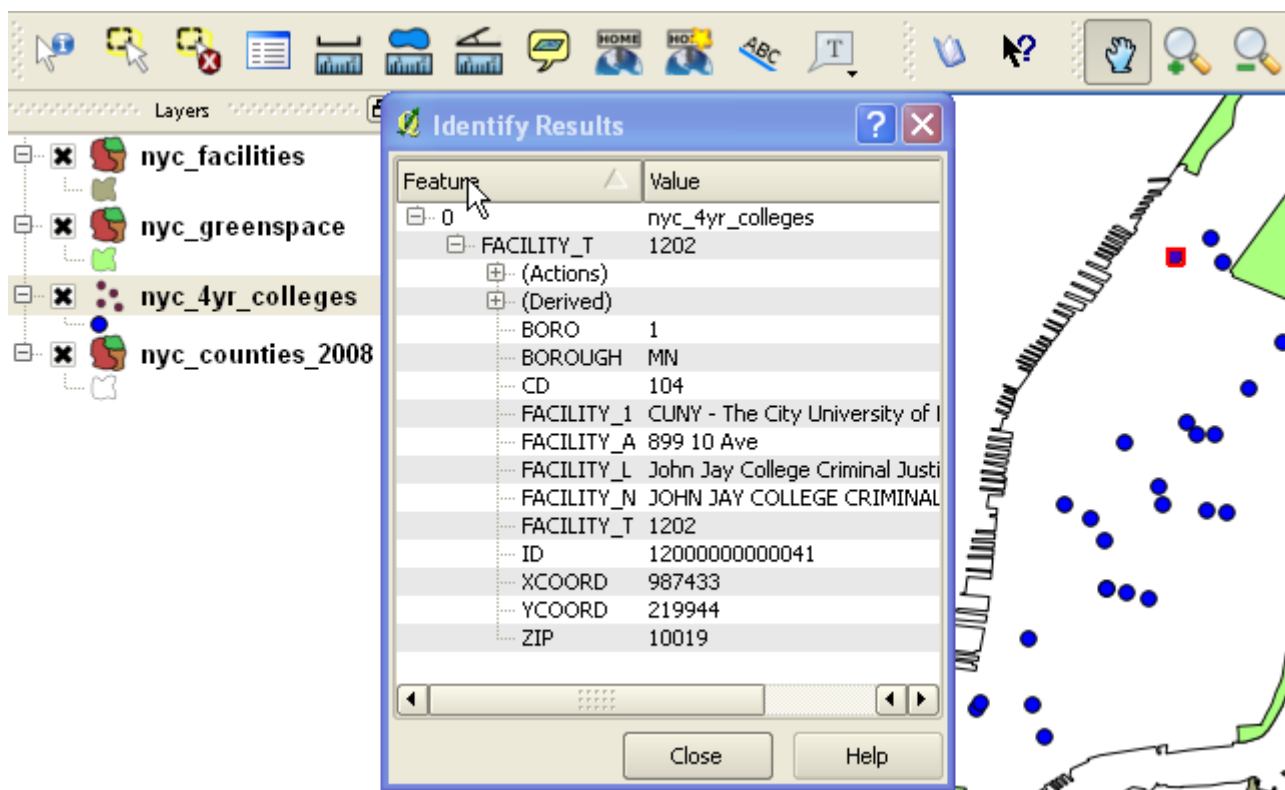 HOME
HO
ABC
T
Layers
nyc_facilities
nyc_greenspace
nyc_4yr_colleges
nyc_counties_2008
Identify Results
Feature Value
0 nyc_4yr_colleges
FACILITY_T 1202
(Actions)
(Derived)
BORO 1
BOROUGH MN
CD 104
FACILITY_1 CUNY - The City University of
FACILITY_A 899 10 Ave
FACILITY_L John Jay College Criminal Justi
FACILITY_N JOHN JAY COLLEGE CRIMINAL
FACILITY_T 1202
ID 12000000000041
XCOORD 987433
YCOORD 219944
ZIP 10019
Close Help